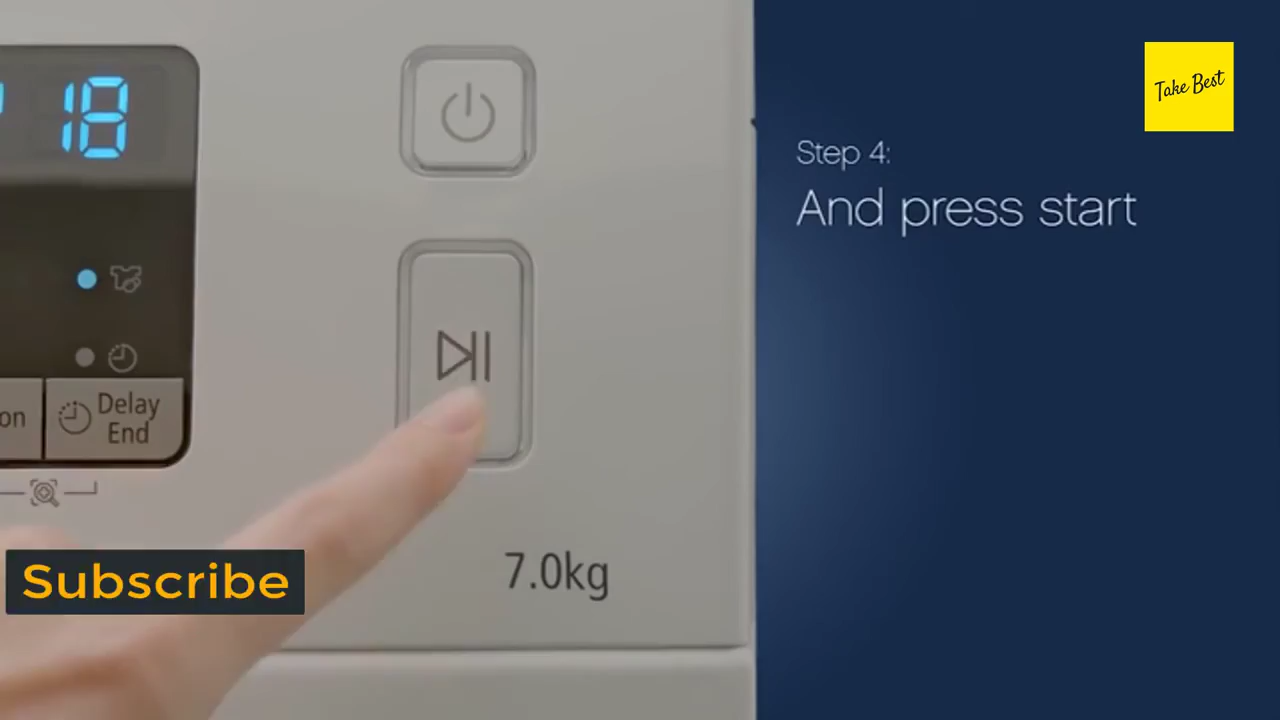 18
Take Best
Step 4:
And press start
on
Delay
End
Subscribe
7.0kg